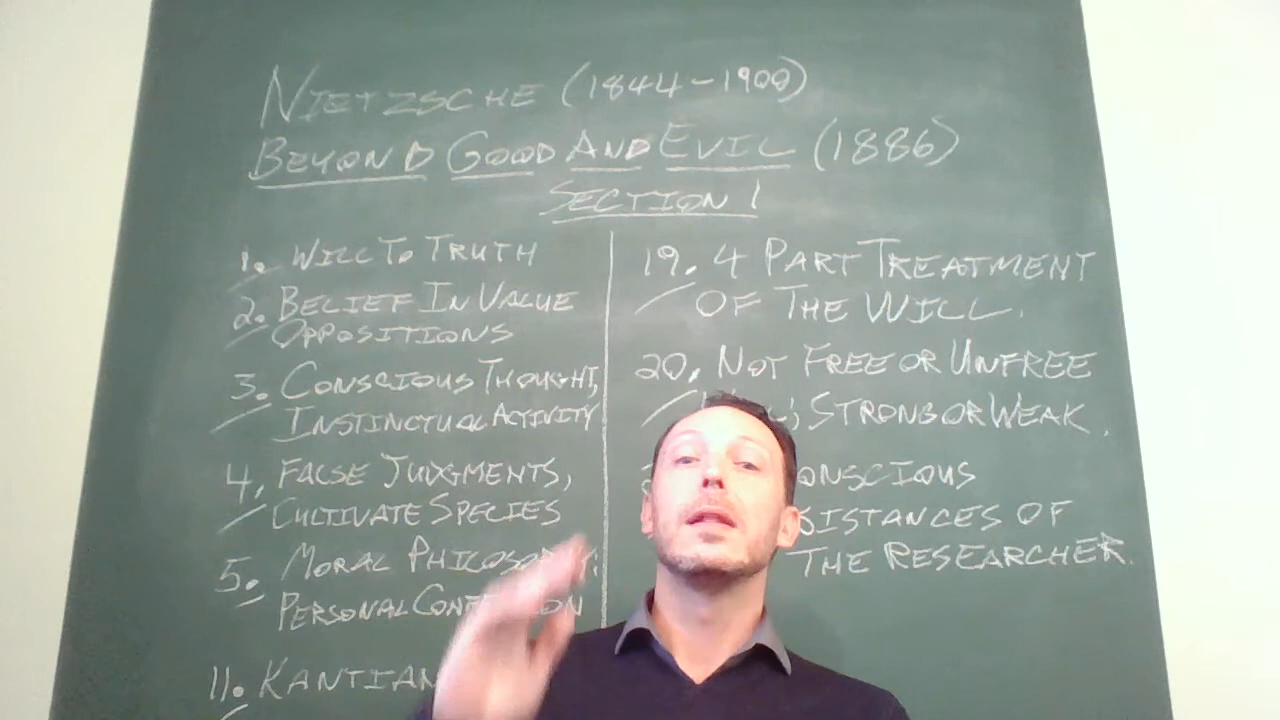 NIETZSCHE (1844-1900)
BEYOND GOOD AND EVIL (1886)
SECTION 1
1. WILL TO TRUTH
2. BELIEF IN VALUE
OPPOSITIONS
3. CONSCIOUS THOUGHT,
INSTINCTUAL ACTIVITY
4. FALSE JUDGMENTS,
CULTIVATE SPECIES
5. MORAL
PERSONAL
11. KANTIAN
19. 4 PART TREATMENT
OF THE WILL.
20. NOT FREE OR UNFREE
STRONG OR WEAK.
OF
THE RESEARCHER.